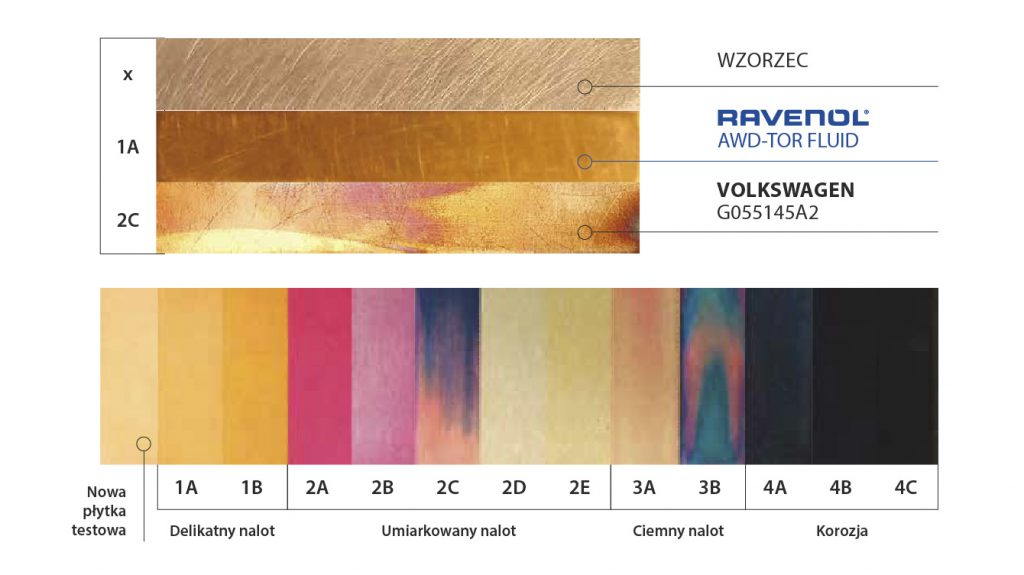 x
WZORZEC
1A
RAVENOL®
AWD-TOR FLUID
2C
VOLKSWAGEN
G055145A2
Nowa
płytka
testowa
1A 1B 2A 2B 2C 2D 2E 3A 3B 4A 4B 4C
Delikatny nalot Umiarkowany nalot Ciemny nalot Korozja